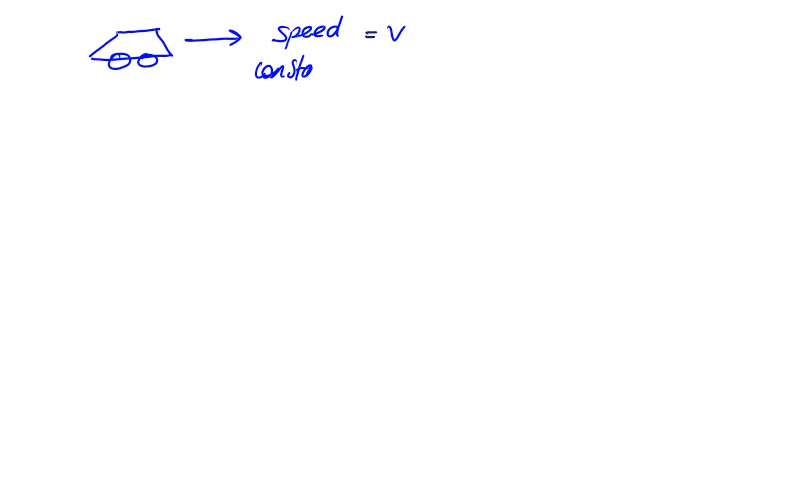 speed = v
consta